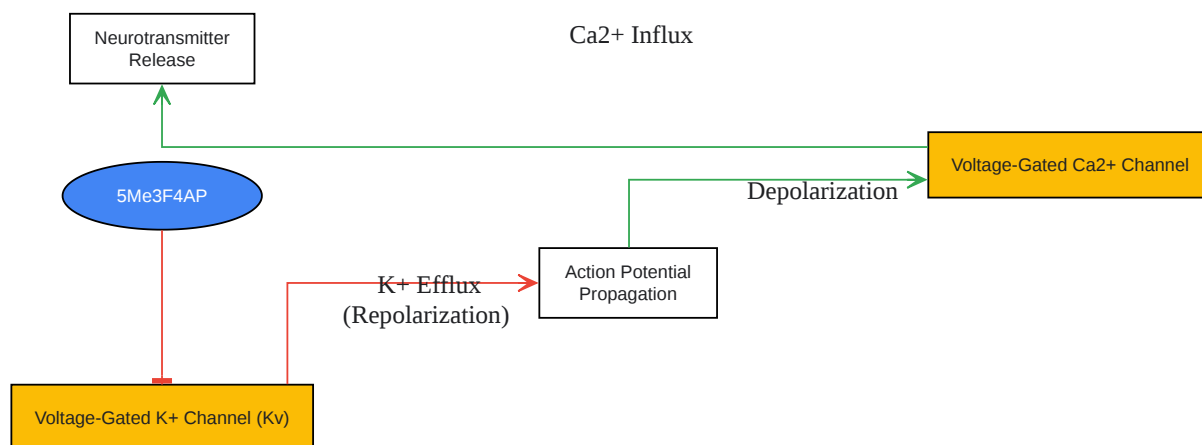 Neurotransmitter
Release
Ca2+ Influx
Voltage-Gated Ca2+ Channel
5Me3F4AP
Depolarization
Action Potential
Propagation
K+ Efflux
(Repolarization)
Voltage-Gated K+ Channel (Kv)